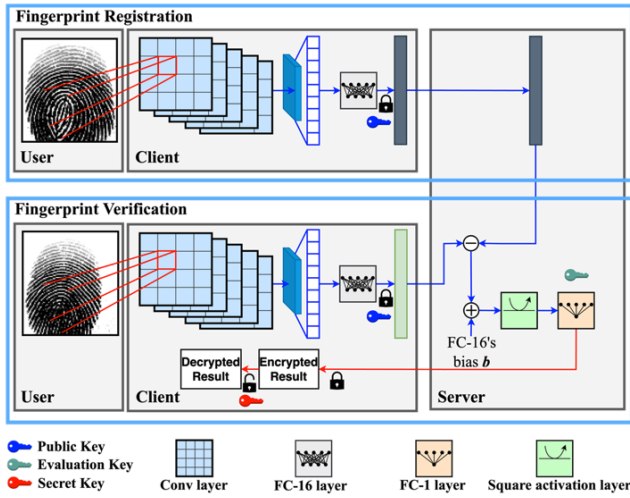 Fingerprint Registration
User
Client
Fingerprint Verification
FC-16's
bias b
Decrypted
Result
Encrypted
Result
User
Client
Server
Public Key
Evaluation Key
Secret Key
Conv layer
FC-16 layer
FC-1 layer
Square activation layer